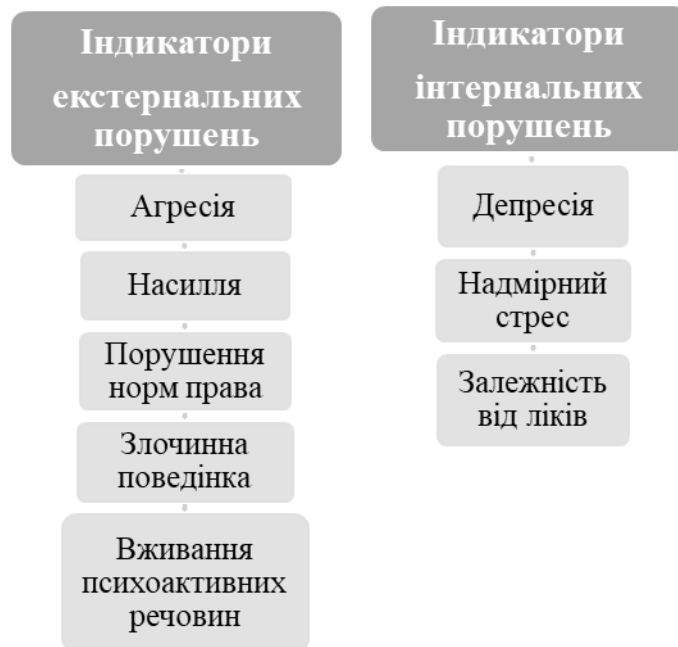 Індикатори
екстернальних
порушень
Агресія
Насилля
Порушення
норм права
Злочинна
поведінка
Вживання
психоактивних
речовин
Індикатори
інтернальних
порушень
Депресія
Надмірний
стрес
Залежність
від ліків